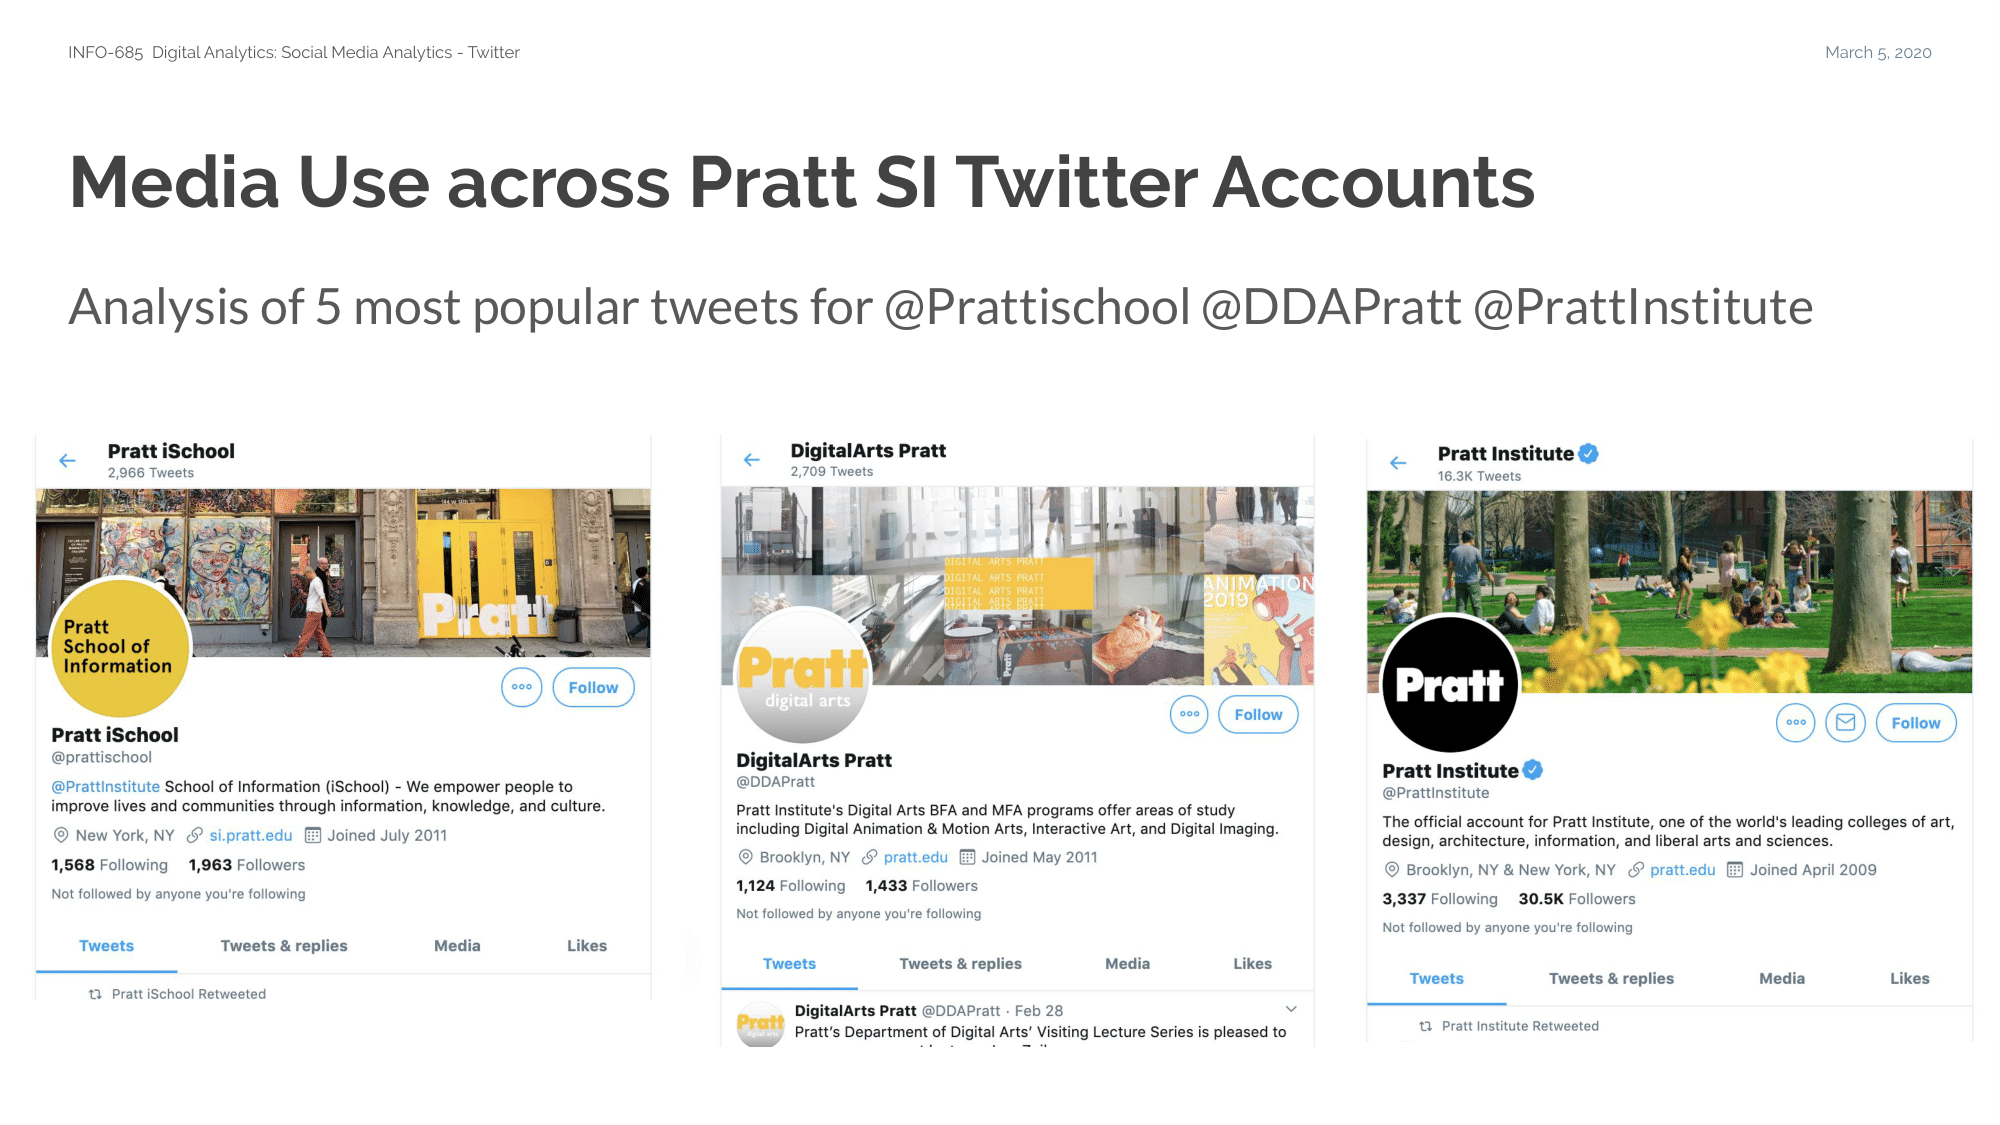 INFO-685 Digital Analytics: Social Media Analytics - Twitter
March 5, 2020
Media Use across Pratt SI Twitter Accounts
Analysis of 5 most popular tweets for @Prattischool @DDAPratt @PrattInstitute
Pratt iSchool
2,966 Tweets
Pratt
Pratt
School of
Information
Follow
Pratt iSchool
@prattischool
@PrattInstitute School of Information (iSchool) - We empower people to
improve lives and communities through information, knowledge, and culture.
New York, NY si.pratt.edu Joined July 2011
1,568 Following 1,963 Followers
Not followed by anyone you're following
Tweets Tweets & replies Media Likes
Pratt iSchool Retweeted
DigitalArts Pratt
2,709 Tweets
DIGITAL ARTS PRATT
DIGITAL ARTS PRATT
DIGITAL ARTS PRATT
DIGITAL ARTS PRATT
ANIMATION
2019
Pratt
Pratt
digital arts
Follow
DigitalArts Pratt
@DDAPratt
Pratt Institute's Digital Arts BFA and MFA programs offer areas of study
including Digital Animation & Motion Arts, Interactive Art, and Digital Imaging.
Brooklyn, NY pratt.edu Joined May 2011
1,124 Following 1,433 Followers
Not followed by anyone you're following
Tweets Tweets & replies Media Likes
Pratt
DigitalArts Pratt @DDAPratt · Feb 28
Pratt’s Department of Digital Arts’ Visiting Lecture Series is pleased to
Pratt Institute
16.3K Tweets
Pratt
Follow
Pratt Institute
@PrattInstitute
The official account for Pratt Institute, one of the world's leading colleges of art,
design, architecture, information, and liberal arts and sciences.
Brooklyn, NY & New York, NY pratt.edu Joined April 2009
3,337 Following 30.5K Followers
Not followed by anyone you're following
Tweets Tweets & replies Media Likes
Pratt Institute Retweeted